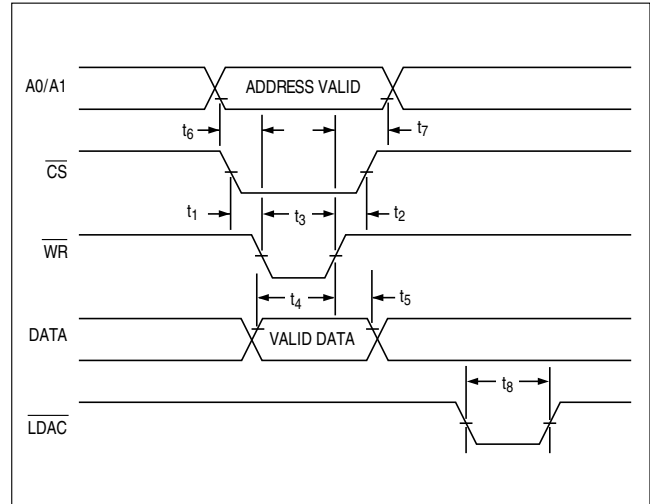 A0/A1
ADDRESS VALID
t6
t7
CS
t1
t3
t2
WR
t4
t5
DATA
VALID DATA
t8
LDAC